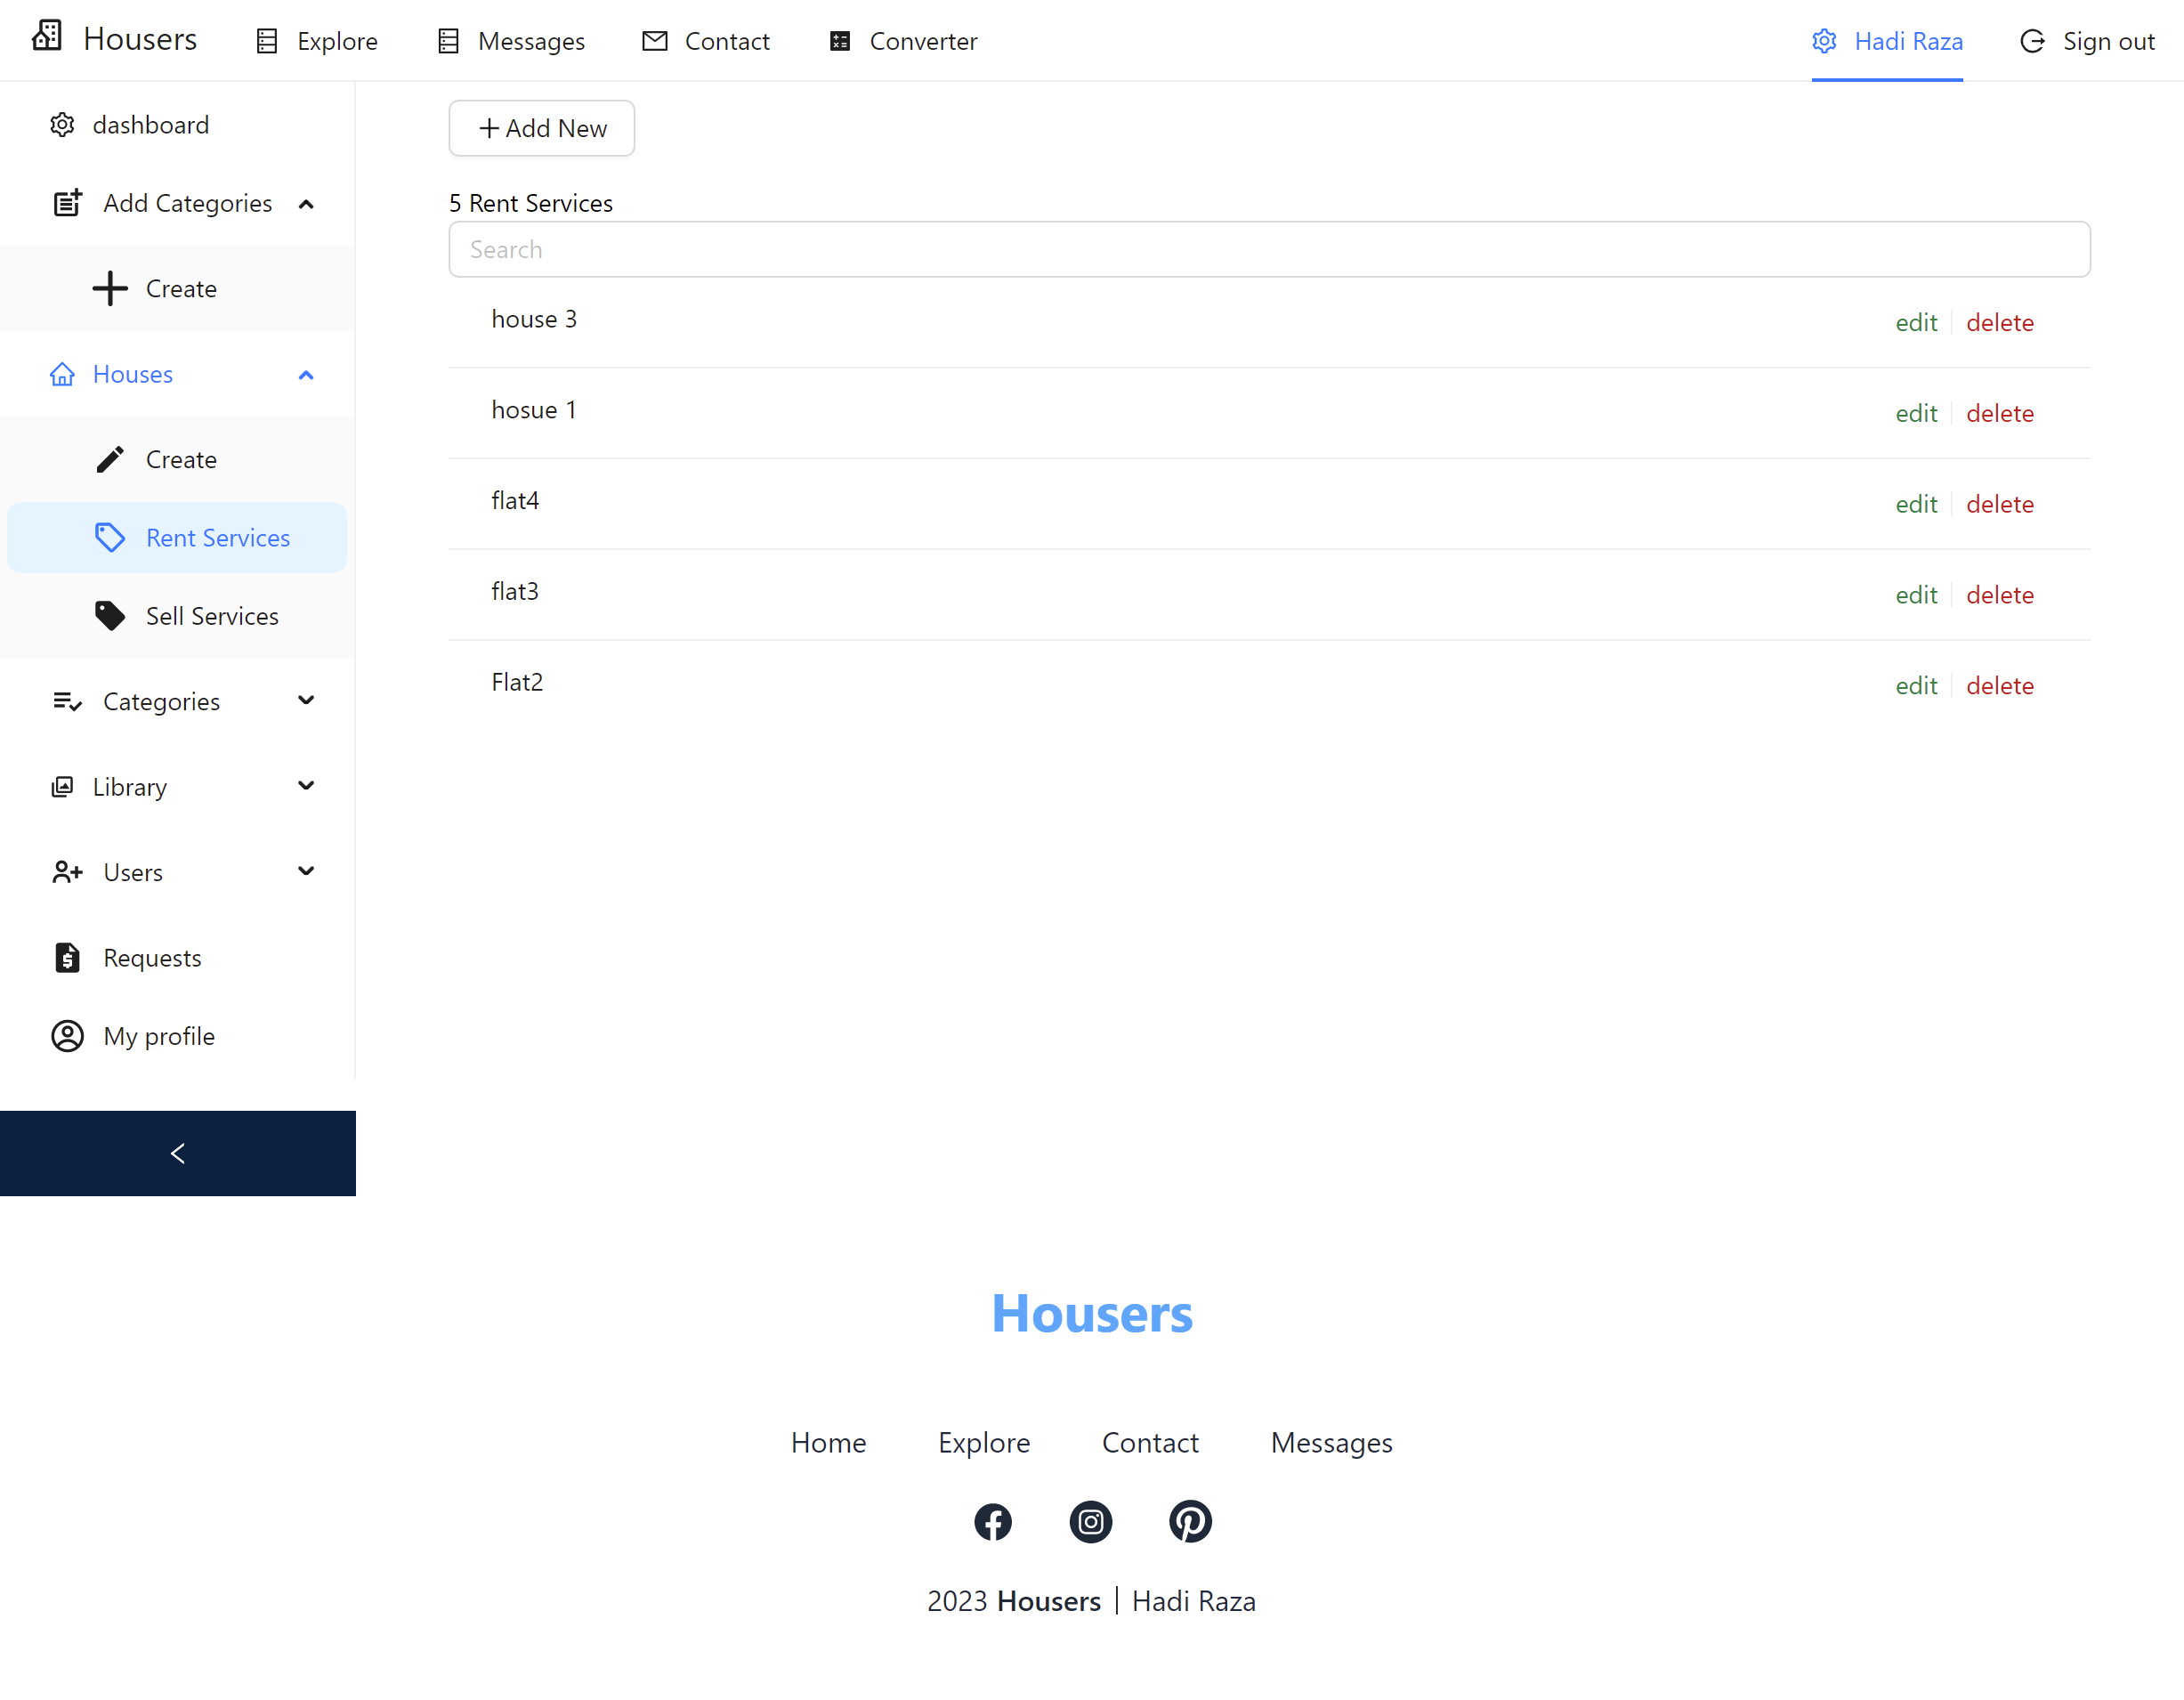 Housers Explore Messages Contact Converter Hadi Raza Sign out
dashboard
Add Categories
Create
Houses
Create
Rent Services
Sell Services
Categories
Library
Users
Requests
My profile
Add New
5 Rent Services
Search
house 3 edit delete
hosue 1 edit delete
flat4 edit delete
flat3 edit delete
Flat2 edit delete
Housers
Home Explore Contact Messages
2023 Housers | Hadi Raza